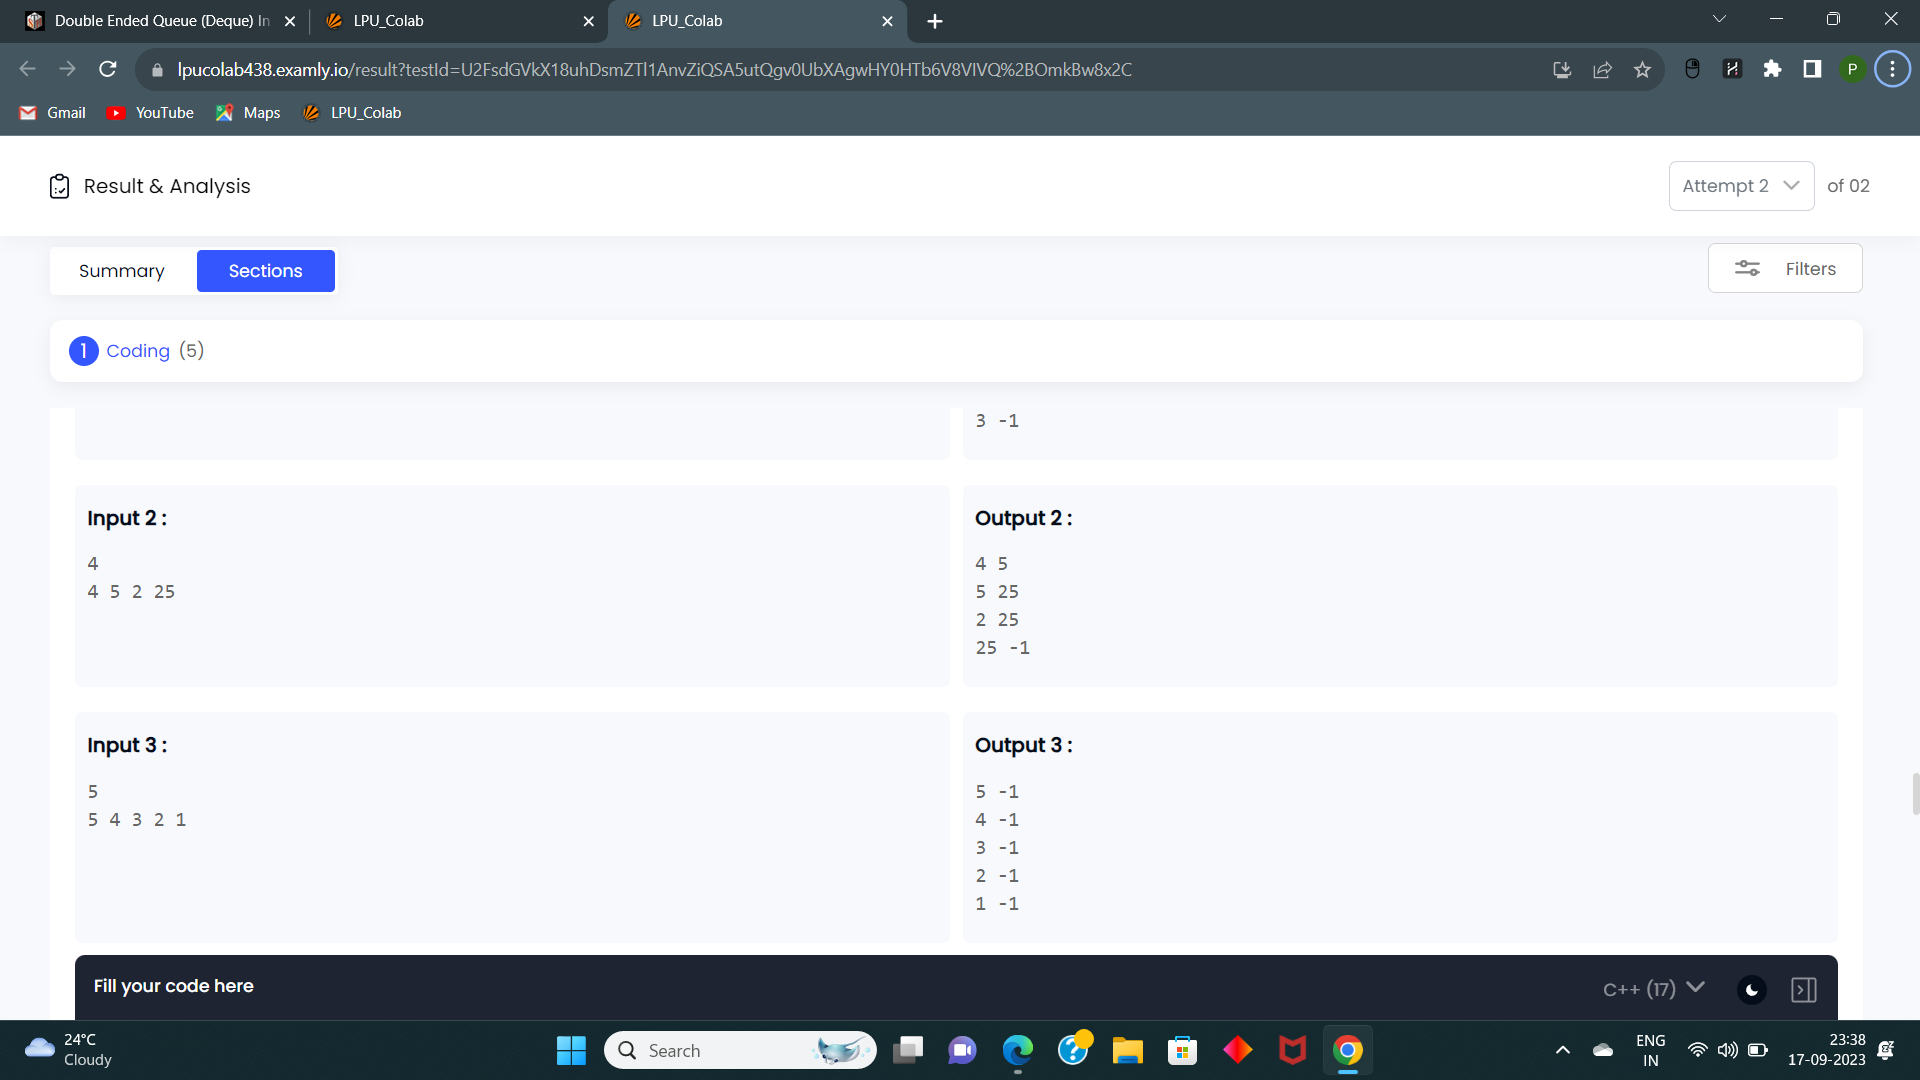 Double Ended Queue (Deque) In
LPU_Colab
LPU_Colab
lpucolab438.examly.io/result?testId=U2FsdGVkX18uhDsmZTl1AnvZiQSA5utQgv0UbXAgwHY0HTb6V8VlVQ%2BOmkBw8x2C
P
Gmail
YouTube
Maps
LPU_Colab
Result & Analysis
Attempt 2
of 02
Summary
Sections
Filters
1 Coding (5)
3 -1
Input 2 :
4
4 5 2 25
Output 2 :
4 5
5 25
2 25
25 -1
Input 3 :
5
5 4 3 2 1
Output 3 :
5 -1
4 -1
3 -1
2 -1
1 -1
Fill your code here
C++ (17)
24°C
Cloudy
Search
ENG
IN
23:38
17-09-2023